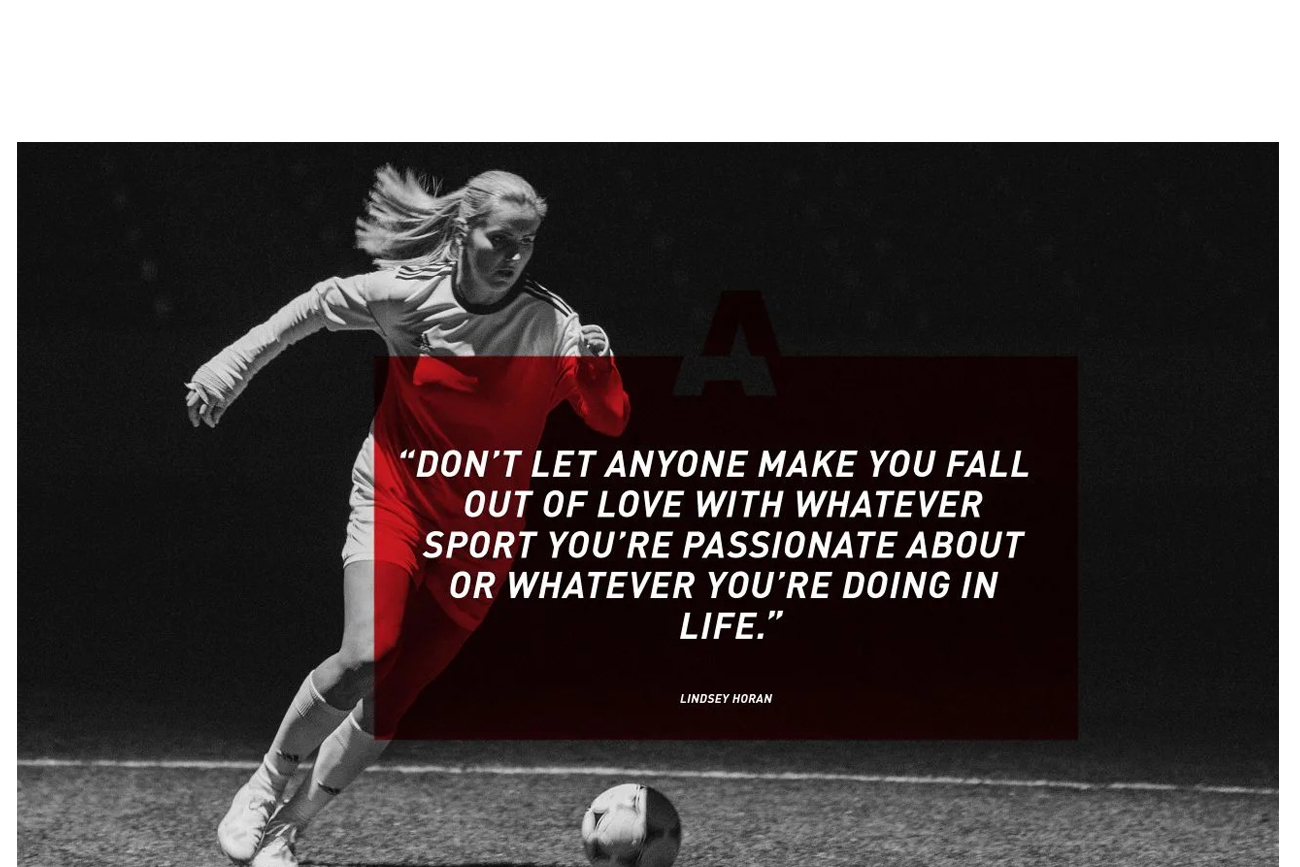 A
“DON’T LET ANYONE MAKE YOU FALL
OUT OF LOVE WITH WHATEVER
SPORT YOU’RE PASSIONATE ABOUT
OR WHATEVER YOU’RE DOING IN
LIFE.”
LINDSEY HORAN